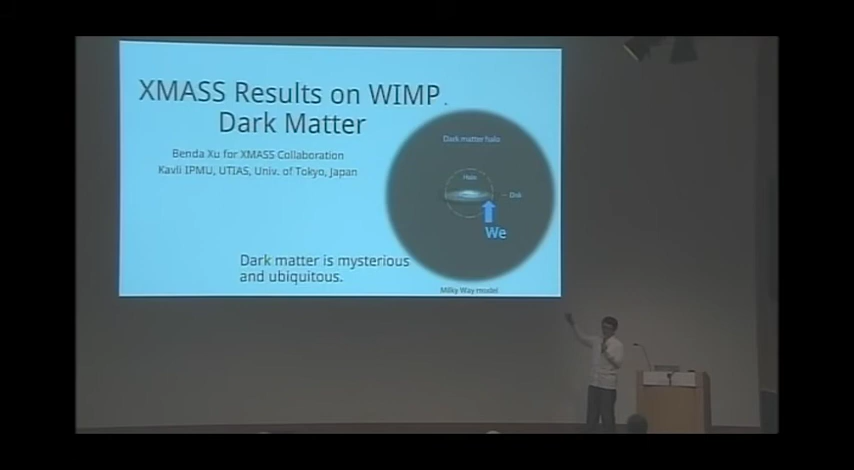 XMASS Results on WIMP
Dark Matter
Benda Xu for XMASS Collaboration
Kavli IPMU, UTIAS, Univ. of Tokyo, Japan
Dark matter halo
Halo
Disk
We
Dark matter is mysterious
and ubiquitous.
Milky Way model